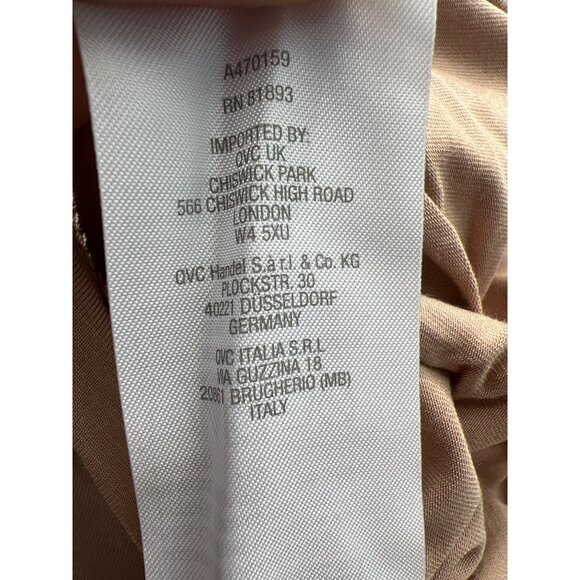 A470159
RN 81893
IMPORTED BY:
QVC UK
CHISWICK PARK
566 CHISWICK HIGH ROAD
LONDON
W4 5XU
QVC Handel S.à r.l & Co. KG
PLOCKSTR. 30
40221 DUSSELDORF
GERMANY
QVC ITALIA S.R.L
VIA GUZZINA 18
20861 BRUGHERIO (MB)
ITALY